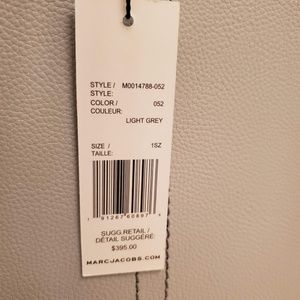 STYLE / M0014788-052
STYLE:
COLOR / 052
COULEUR:
LIGHT GREY
SIZE / 1SZ
TAILLE:
SUGG.RETAIL /
DÉTAIL SUGGÉRÉ:
$395.00
MARCJACOBS.COM